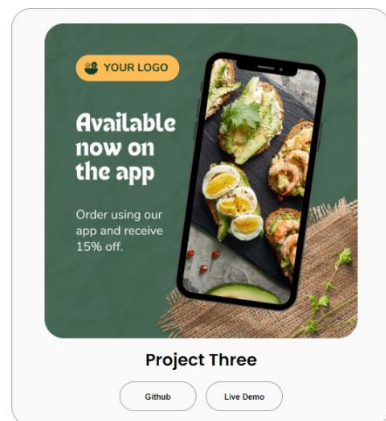 YOUR LOGO
Available
now on
the app
Order using our
app and receive
15% off.
Project Three
Github
Live Demo